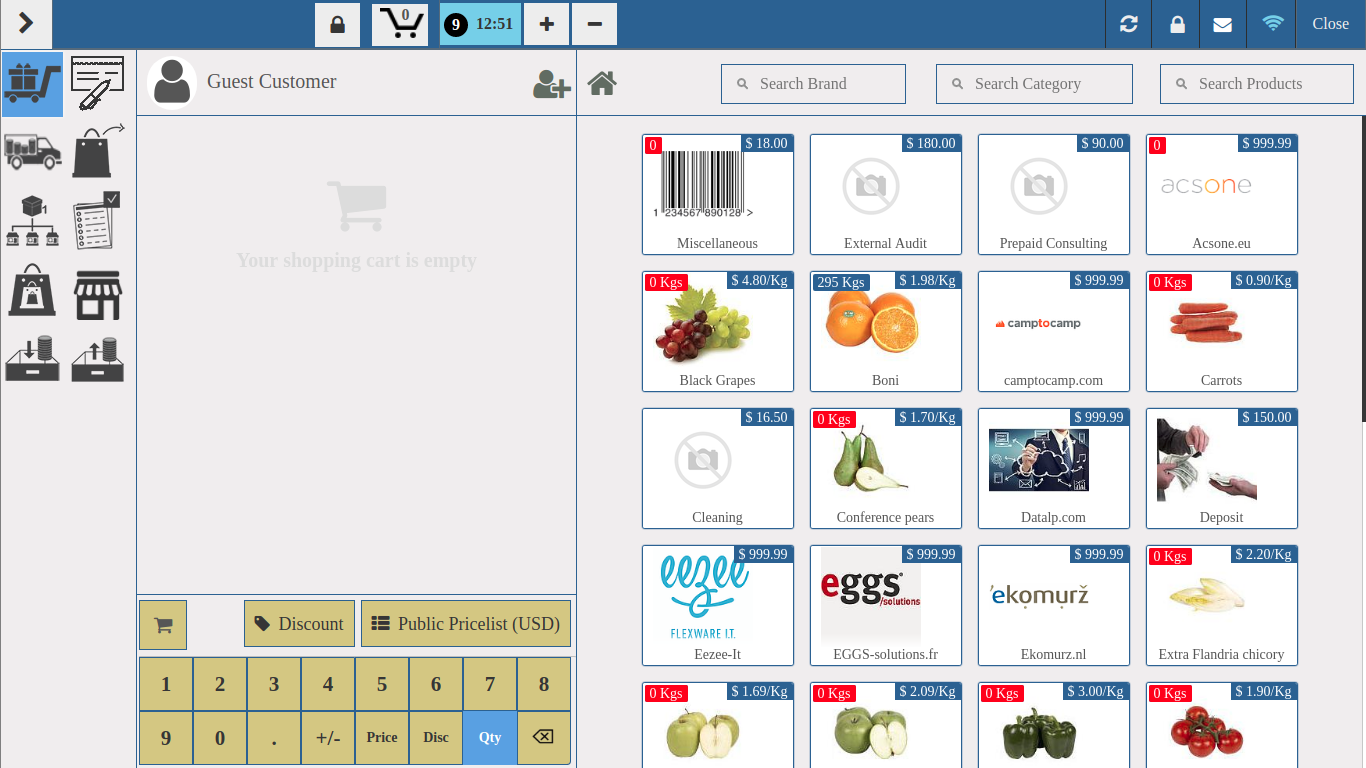 0
9 12:51
Close
Guest Customer
Search Brand
Search Category
Search Products
Your shopping cart is empty
0 $ 18.00
1 234567 890128 >
Miscellaneous
$ 180.00
External Audit
$ 90.00
Prepaid Consulting
0 $ 999.99
acsone
Acsone.eu
0 Kgs $ 4.80/Kg
Black Grapes
295 Kgs $ 1.98/Kg
Boni
$ 999.99
camptocamp
camptocamp.com
0 Kgs $ 0.90/Kg
Carrots
$ 16.50
Cleaning
0 Kgs $ 1.70/Kg
Conference pears
$ 999.99
Datalp.com
$ 150.00
Deposit
$ 999.99
eezee
FLEXWARE I.T.
Eezee-It
$ 999.99
eggs
/solutions
EGGS-solutions.fr
$ 999.99
'ekomurz
Ekomurz.nl
0 Kgs $ 2.20/Kg
Extra Flandria chicory
0 Kgs $ 1.69/Kg
0 Kgs $ 2.09/Kg
0 Kgs $ 3.00/Kg
0 Kgs $ 1.90/Kg
Discount
Public Pricelist (USD)
1 2 3 4 5 6 7 8
9 0 . +/- Price Disc Qty